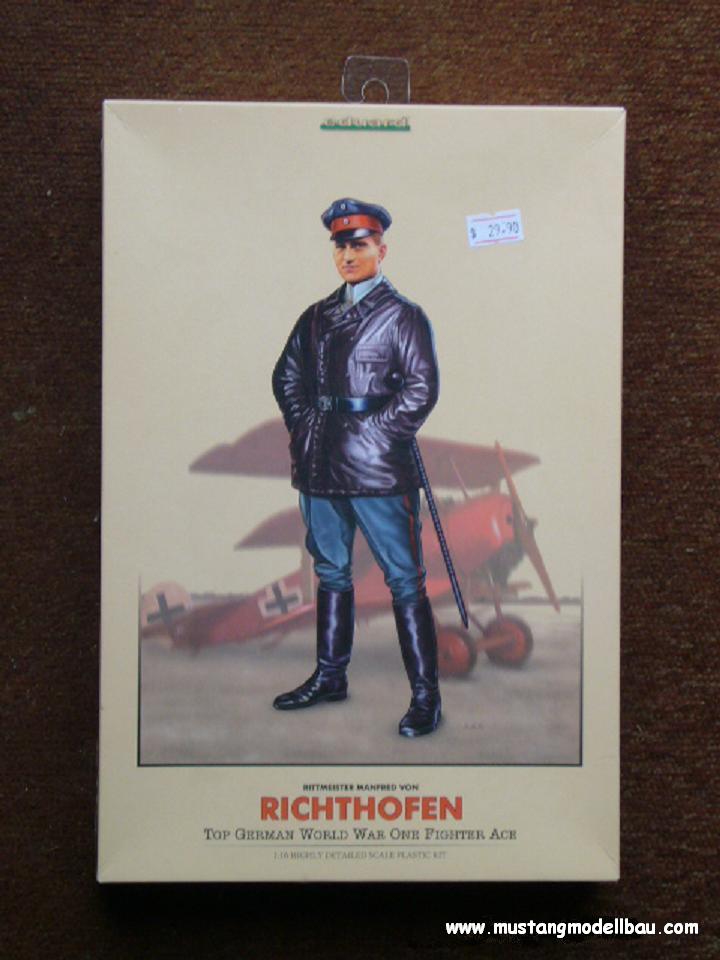 eduard
$ 29.90
RITTMEISTER MANFRED VON
RICHTHOFEN
TOP GERMAN WORLD WAR ONE FIGHTER ACE
1:16 HIGHLY DETAILED SCALE PLASTIC KIT
www.mustangmodellbau.com